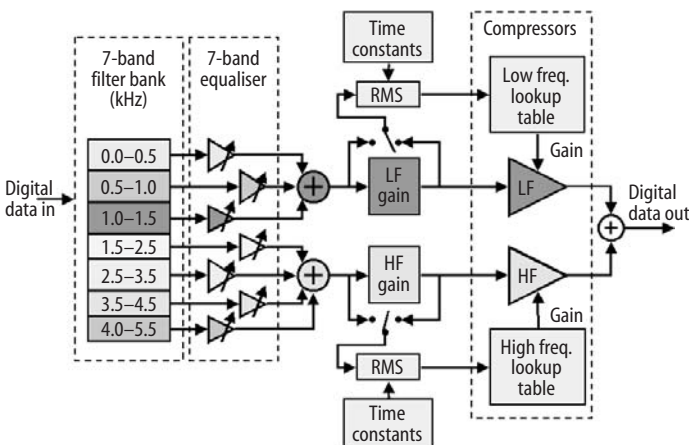 7-band
filter bank
(kHz)
7-band
equaliser
Time
constants
Compressors
RMS
Low freq.
lookup
table
Gain
Digital
data in
0.0–0.5
0.5–1.0
1.0–1.5
1.5–2.5
2.5–3.5
3.5–4.5
4.0–5.5
+
LF
gain
LF
+
HF
gain
HF
+
Digital
data out
Gain
RMS
High freq.
lookup
table
Time
constants